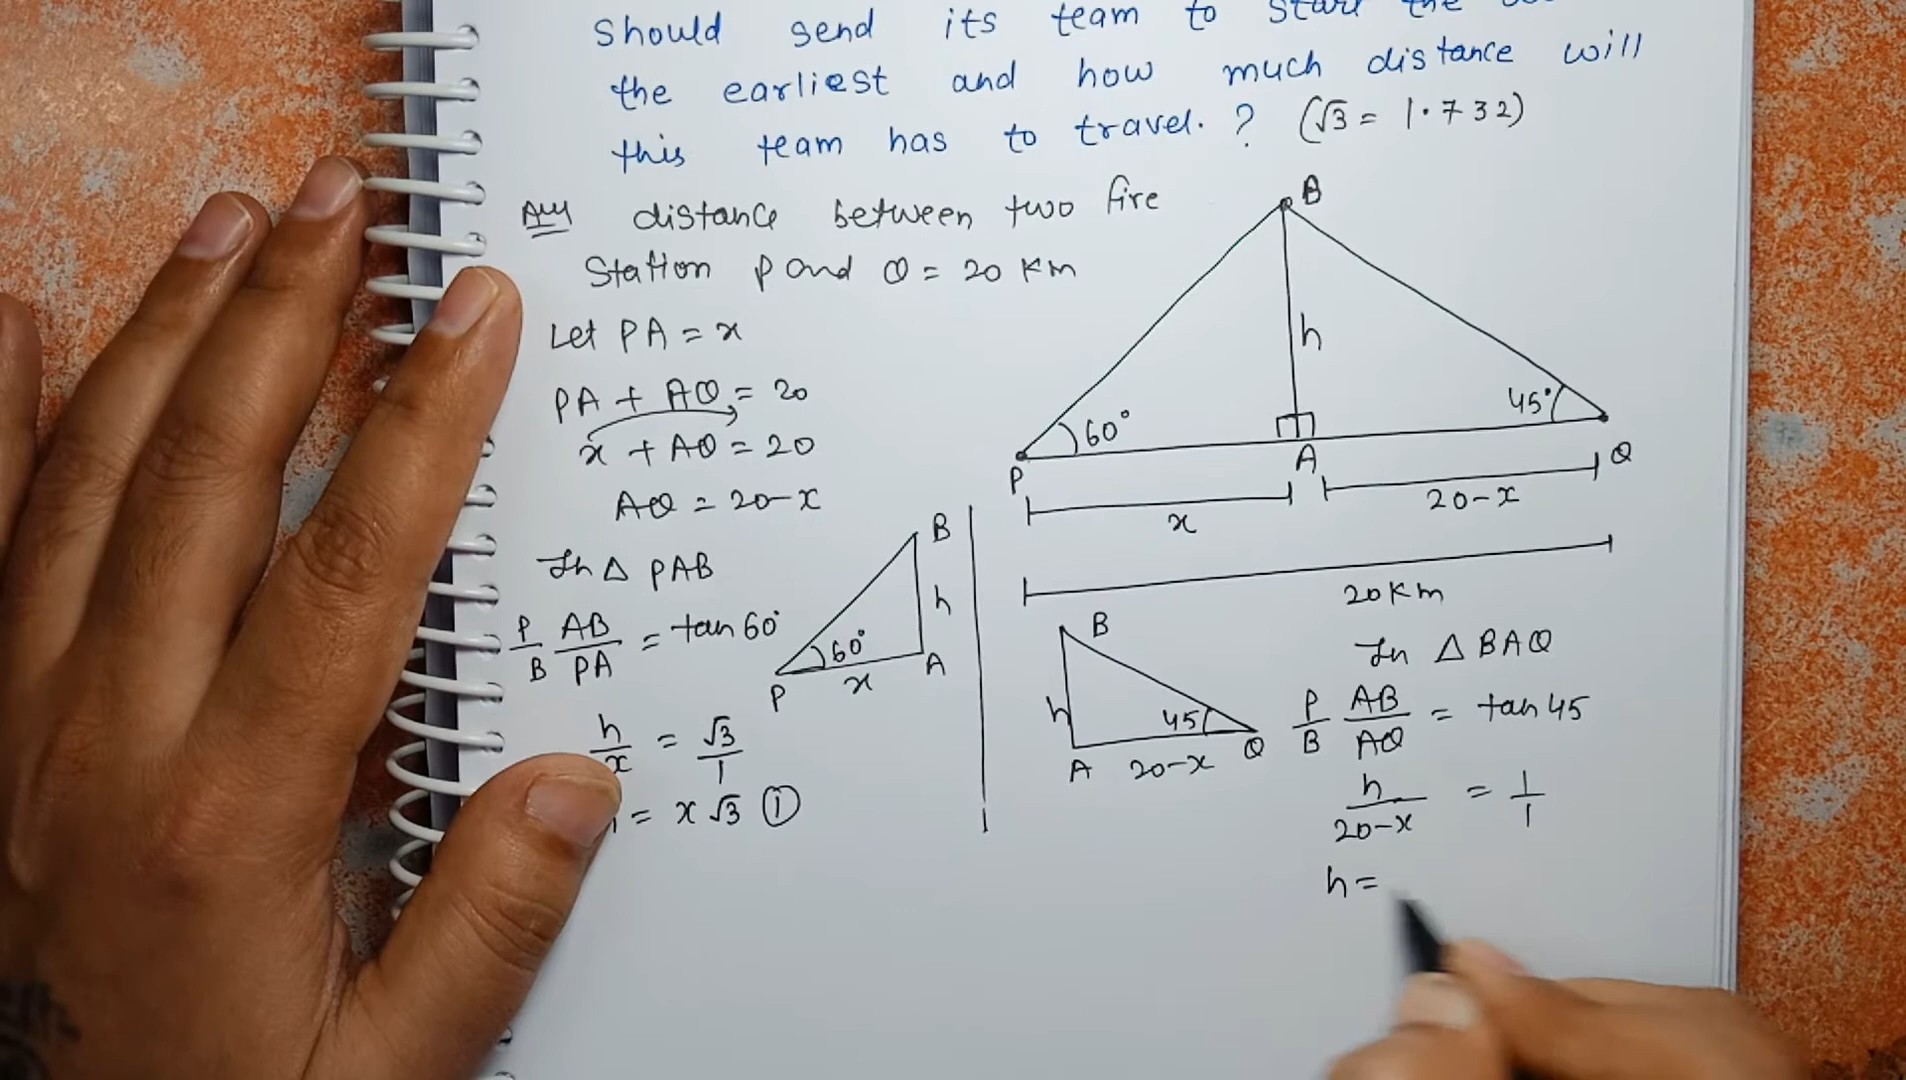 should send its team to start the
the earliest and how much distance will
this team has to travel. ? (√3 = 1.732)
Ans distance between two fire
Station P and Q = 20 Km
Let PA = x
PA + AQ = 20
x + AQ = 20
AQ = 20-x
In △ PAB
P/B AB/PA = tan 60°
h/x = √3/1
= x √3 ①
B
h
60°
P
x
A
B
h
60°
45°
P
A
Q
x
20-x
20 Km
B
h
45
A
20-x
Q
In △ BAQ
P/B AB/AQ = tan 45
h/20-x = 1/1
h =